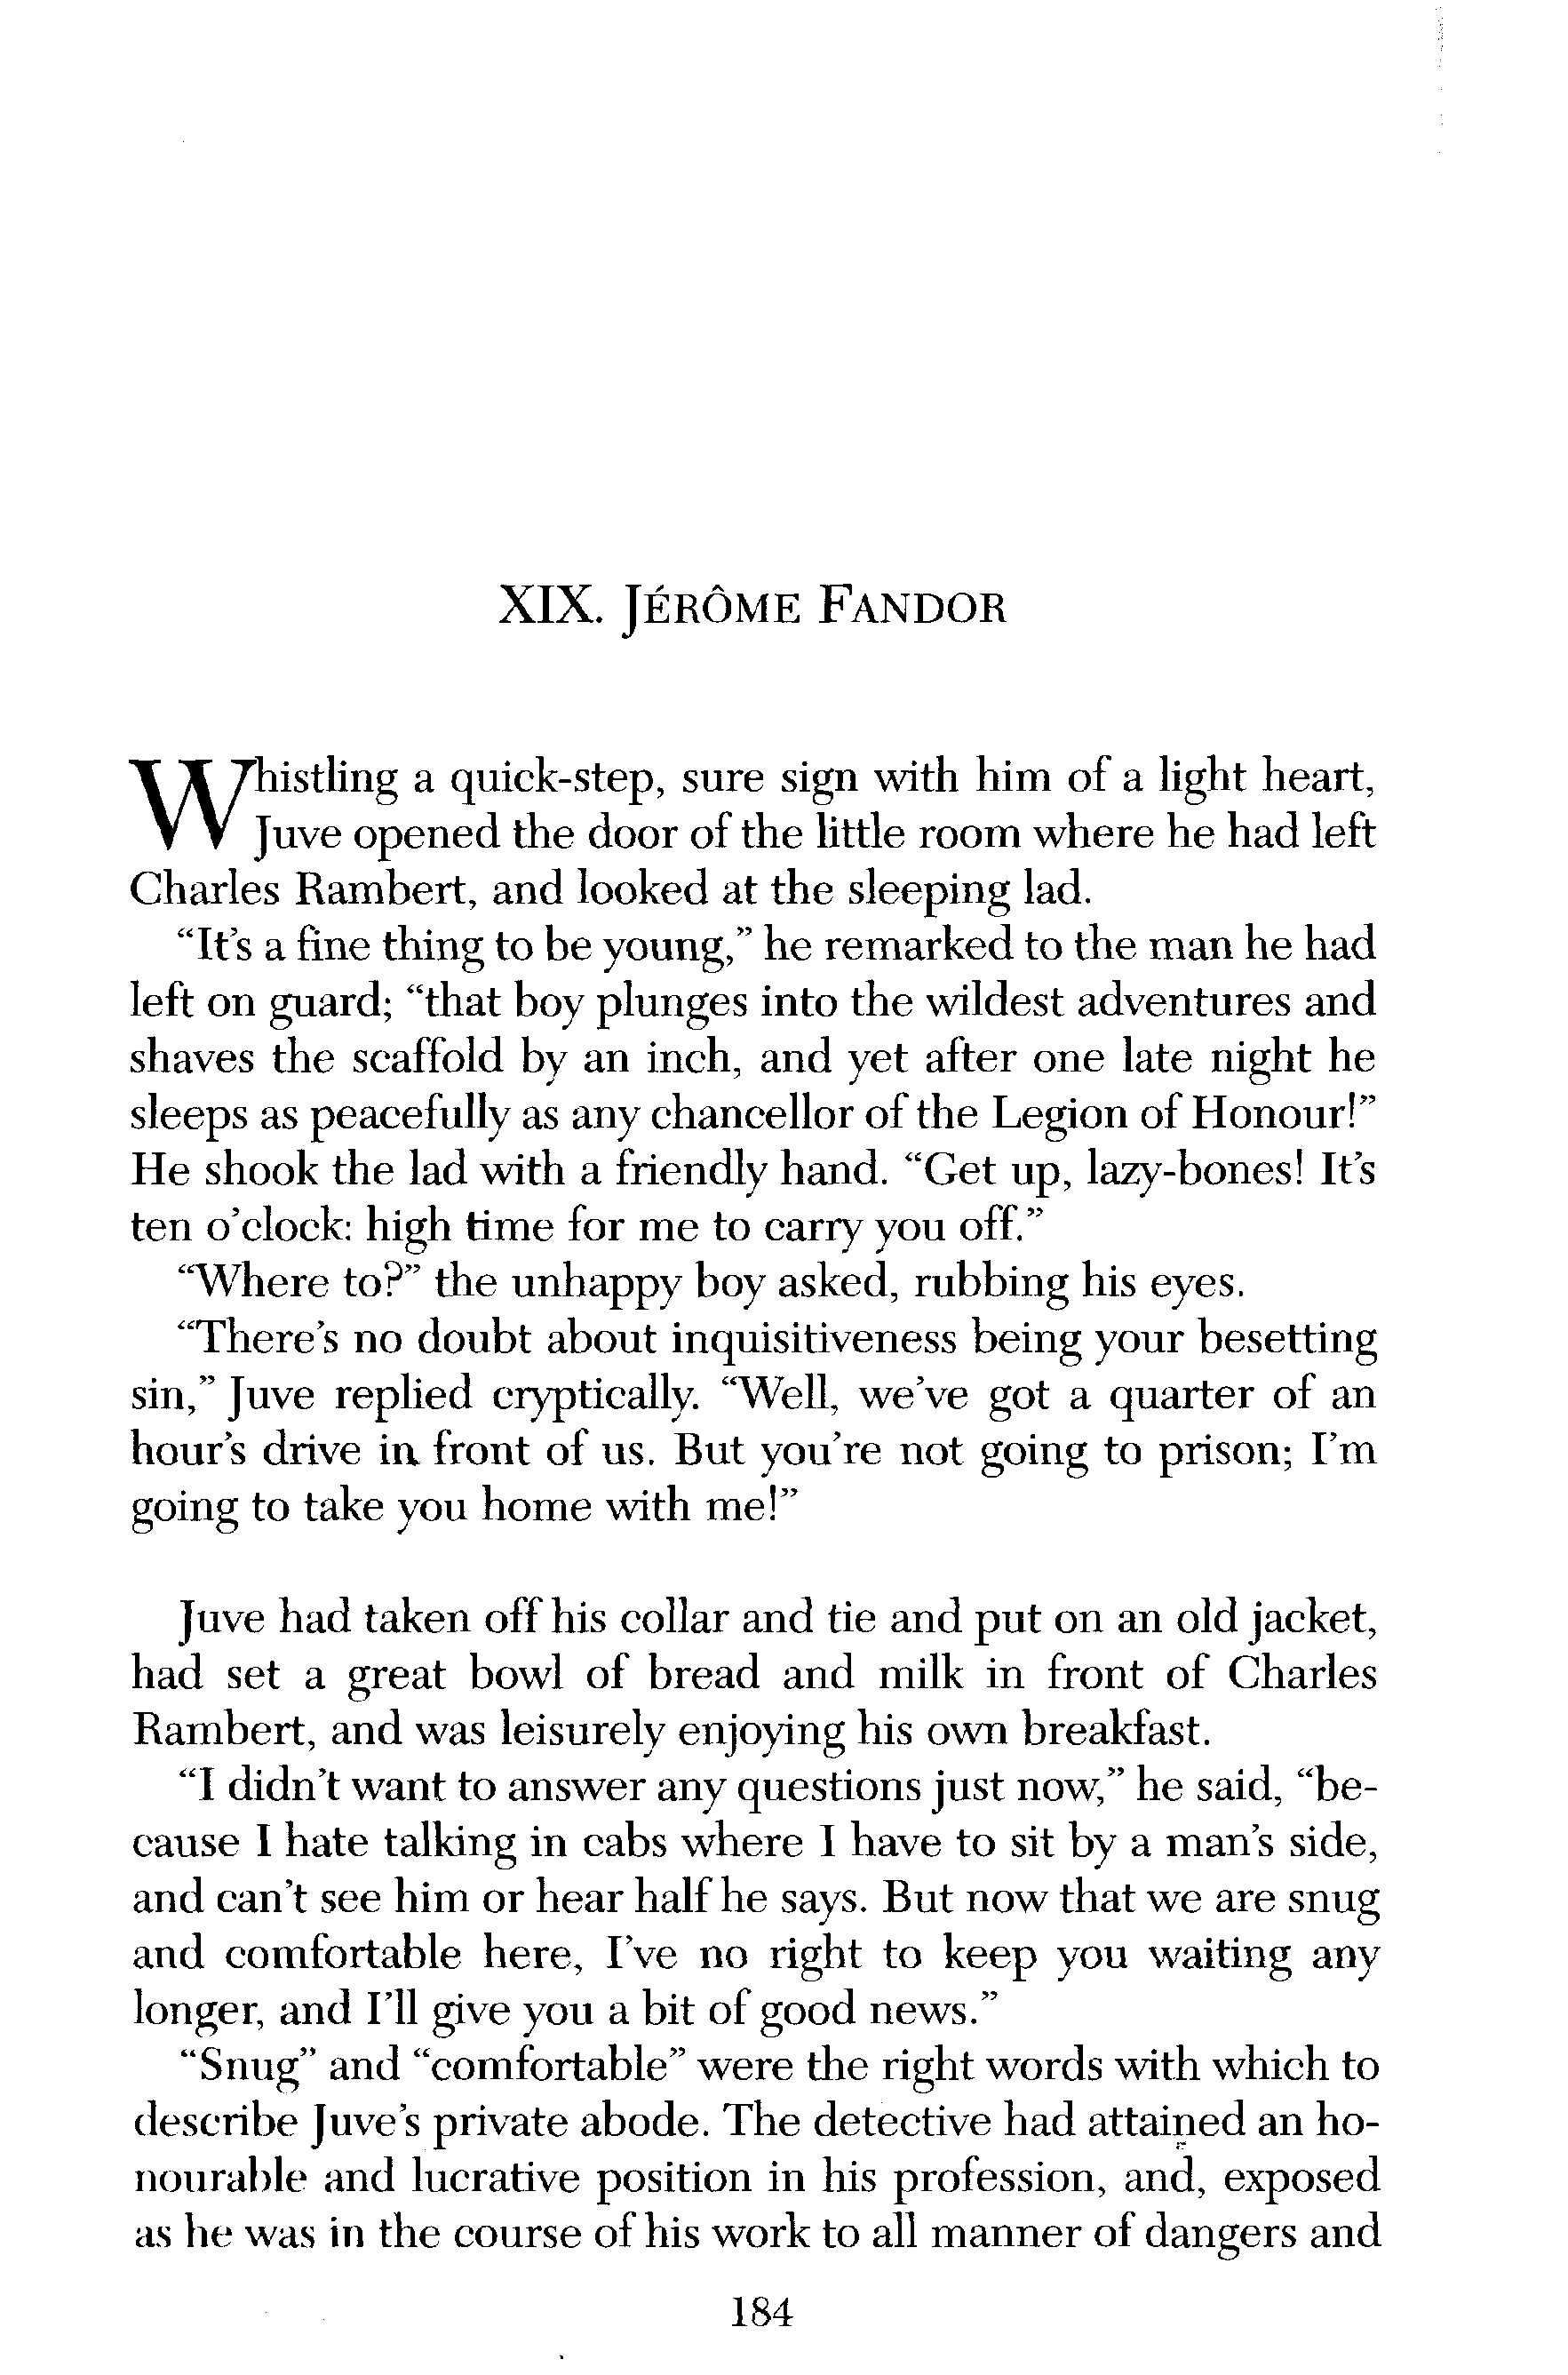 XIX. JÉRÔME FANDOR
Whistling a quick-step, sure sign with him of a light heart,
Juve opened the door of the little room where he had left
Charles Rambert, and looked at the sleeping lad.
“It’s a fine thing to be young,” he remarked to the man he had
left on guard; “that boy plunges into the wildest adventures and
shaves the scaffold by an inch, and yet after one late night he
sleeps as peacefully as any chancellor of the Legion of Honour!”
He shook the lad with a friendly hand. “Get up, lazy-bones! It’s
ten o’clock: high time for me to carry you off.”
“Where to?” the unhappy boy asked, rubbing his eyes.
“There’s no doubt about inquisitiveness being your besetting
sin,” Juve replied cryptically. “Well, we’ve got a quarter of an
hour’s drive in front of us. But you’re not going to prison; I’m
going to take you home with me!”
Juve had taken off his collar and tie and put on an old jacket,
had set a great bowl of bread and milk in front of Charles
Rambert, and was leisurely enjoying his own breakfast.
“I didn’t want to answer any questions just now,” he said, “be-
cause I hate talking in cabs where I have to sit by a man’s side,
and can’t see him or hear half he says. But now that we are snug
and comfortable here, I’ve no right to keep you waiting any
longer, and I’ll give you a bit of good news.”
“Snug” and “comfortable” were the right words with which to
describe Juve’s private abode. The detective had attained an ho-
nourable and lucrative position in his profession, and, exposed
as he was in the course of his work to all manner of dangers and
184